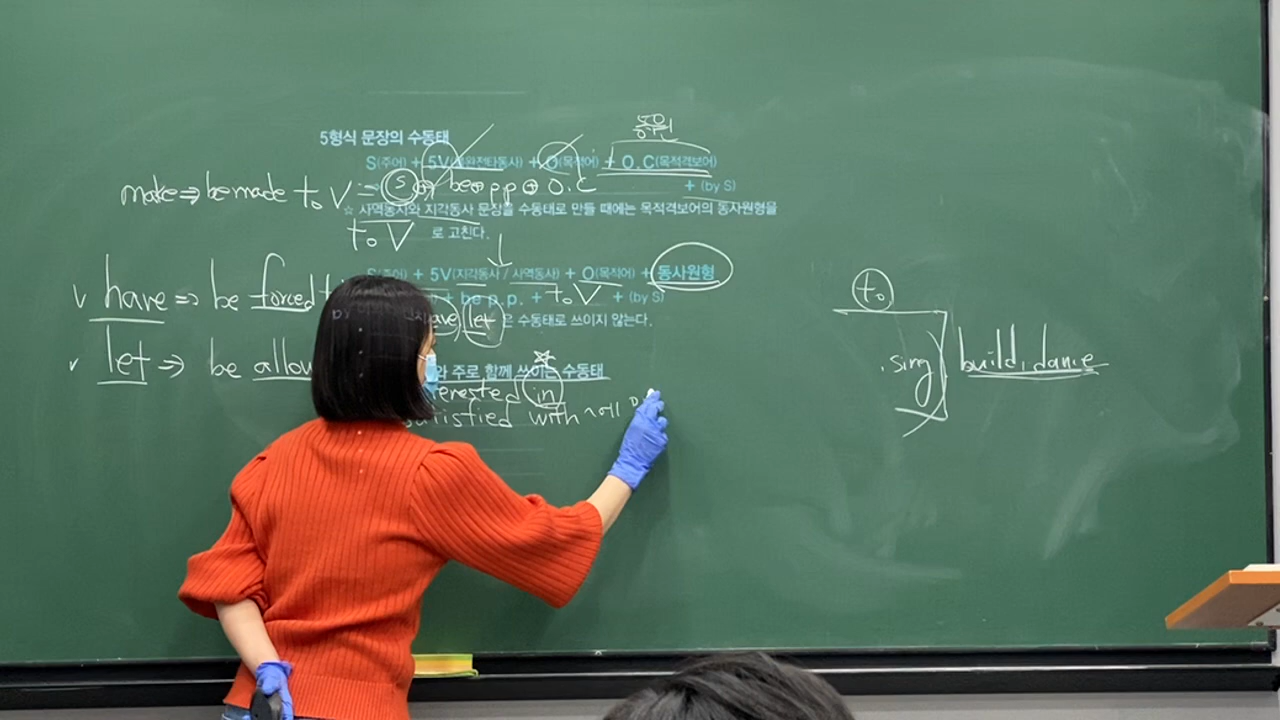 5형식 문장의 수동태
동
S(주어) + 5V(불완전타동사) + O(목적어) + O.C(목적격보어)
make ⇒ be made to V = S be p.p O.C + (by S)
☆ 사역동사와 지각동사 문장을 수동태로 만들 때에는 목적격보어의 동사원형을
to V 로 고친다.
S(주어) + 5V(지각동사 / 사역동사) + O(목적어) + 동사원형
to
v have ⇒ be forced + be p.p. + to V + (by S)
have let 은 수동태로 쓰이지 않는다.
v let ⇒ be allow
와 주로 함께 쓰이는 수동태
sing build, dance
erested in
satisfied with ~에